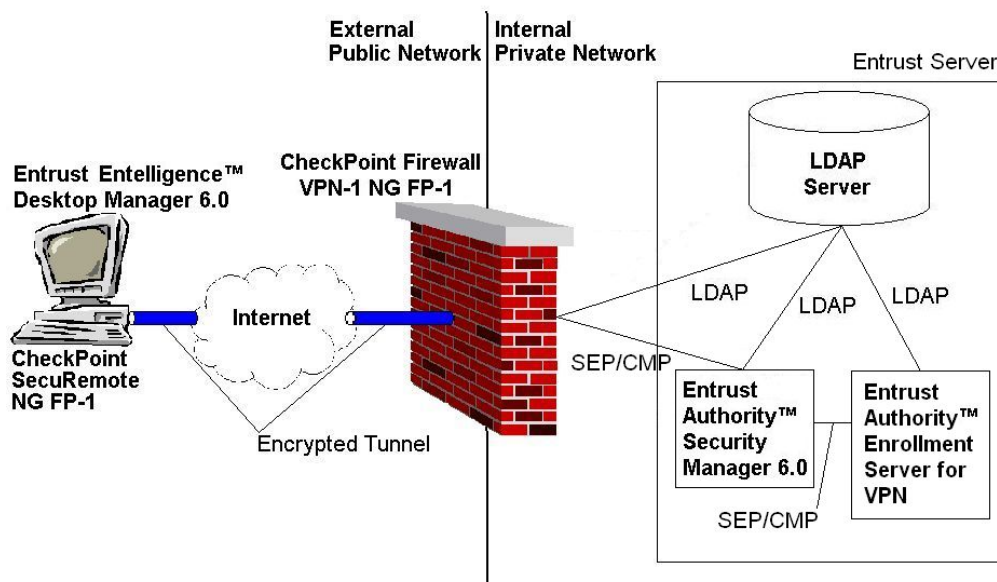 External
Public Network
Internal
Private Network
Entrust Server
Entrust Entelligence™
Desktop Manager 6.0
CheckPoint Firewall
VPN-1 NG FP-1
LDAP
Server
Internet
LDAP
LDAP
LDAP
CheckPoint
SecuRemote
NG FP-1
SEP/CMP
Encrypted Tunnel
Entrust
Authority™
Security
Manager 6.0
Entrust
Authority™
Enrollment
Server for
VPN
SEP/CMP